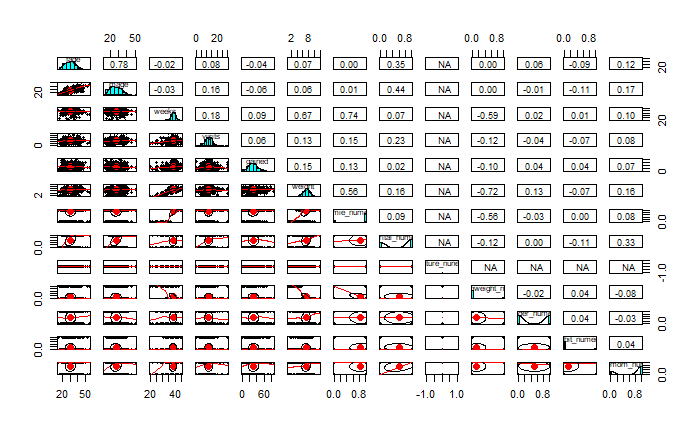 20 50 0 20 2 8 0.0 0.8 0.0 0.8 0.0 0.8
0.78 -0.02 0.08 -0.04 0.07 0.00 0.35 NA 0.00 0.06 -0.09 0.12 20
20 mage -0.03 0.16 -0.06 0.06 0.01 0.44 NA 0.00 -0.01 -0.11 0.17
weeks 0.18 0.09 0.67 0.74 0.07 NA -0.59 0.02 0.01 0.10 20
0 visits 0.06 0.13 0.15 0.23 NA -0.12 -0.04 -0.07 0.08
gained 0.15 0.13 0.02 NA -0.10 0.04 0.04 0.07 0
2 weight 0.56 0.16 NA -0.72 0.13 -0.07 0.16
0.09 NA -0.56 -0.03 0.00 0.08 0.0
0.0 NA -0.12 0.00 -0.11 0.33
ture_nume NA NA NA NA -1.0
0.0 -0.02 0.04 -0.08
0.04 -0.03 0.0
0.0 0.04
0.0
20 50 20 40 0 60 0.0 0.8 -1.0 1.0 0.0 0.8 0.0 0.8